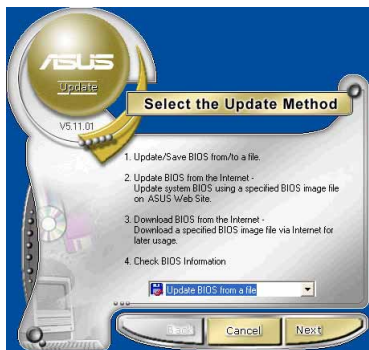 ASUS
Update
V5.11.01
Select the Update Method
1. Update/Save BIOS from/to a file.
2. Update BIOS from the Internet -
Update system BIOS using a specified BIOS image file
on ASUS Web Site.
3. Download BIOS from the Internet -
Download a specified BIOS image file via Internet for
later usage.
4. Check BIOS Information
Update BIOS from a file
Back
Cancel
Next